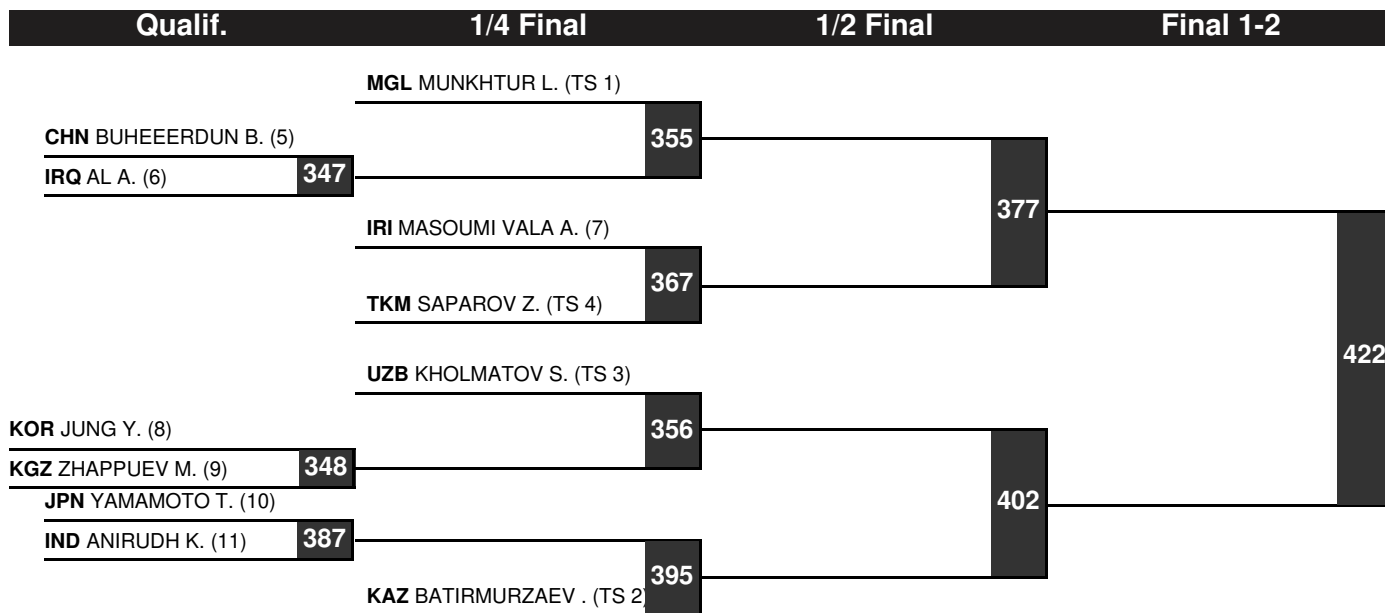 Qualif. 1/4 Final 1/2 Final Final 1-2
MGL MUNKHTUR L. (TS 1)
CHN BUHEEERDUN B. (5)
355
IRQ AL A. (6) 347
377
IRI MASOUMI VALA A. (7)
367
TKM SAPAROV Z. (TS 4)
422
UZB KHOLMATOV S. (TS 3)
KOR JUNG Y. (8)
356
KGZ ZHAPPUEV M. (9) 348
JPN YAMAMOTO T. (10)
402
IND ANIRUDH K. (11) 387
395
KAZ BATIRMURZAEV . (TS 2)